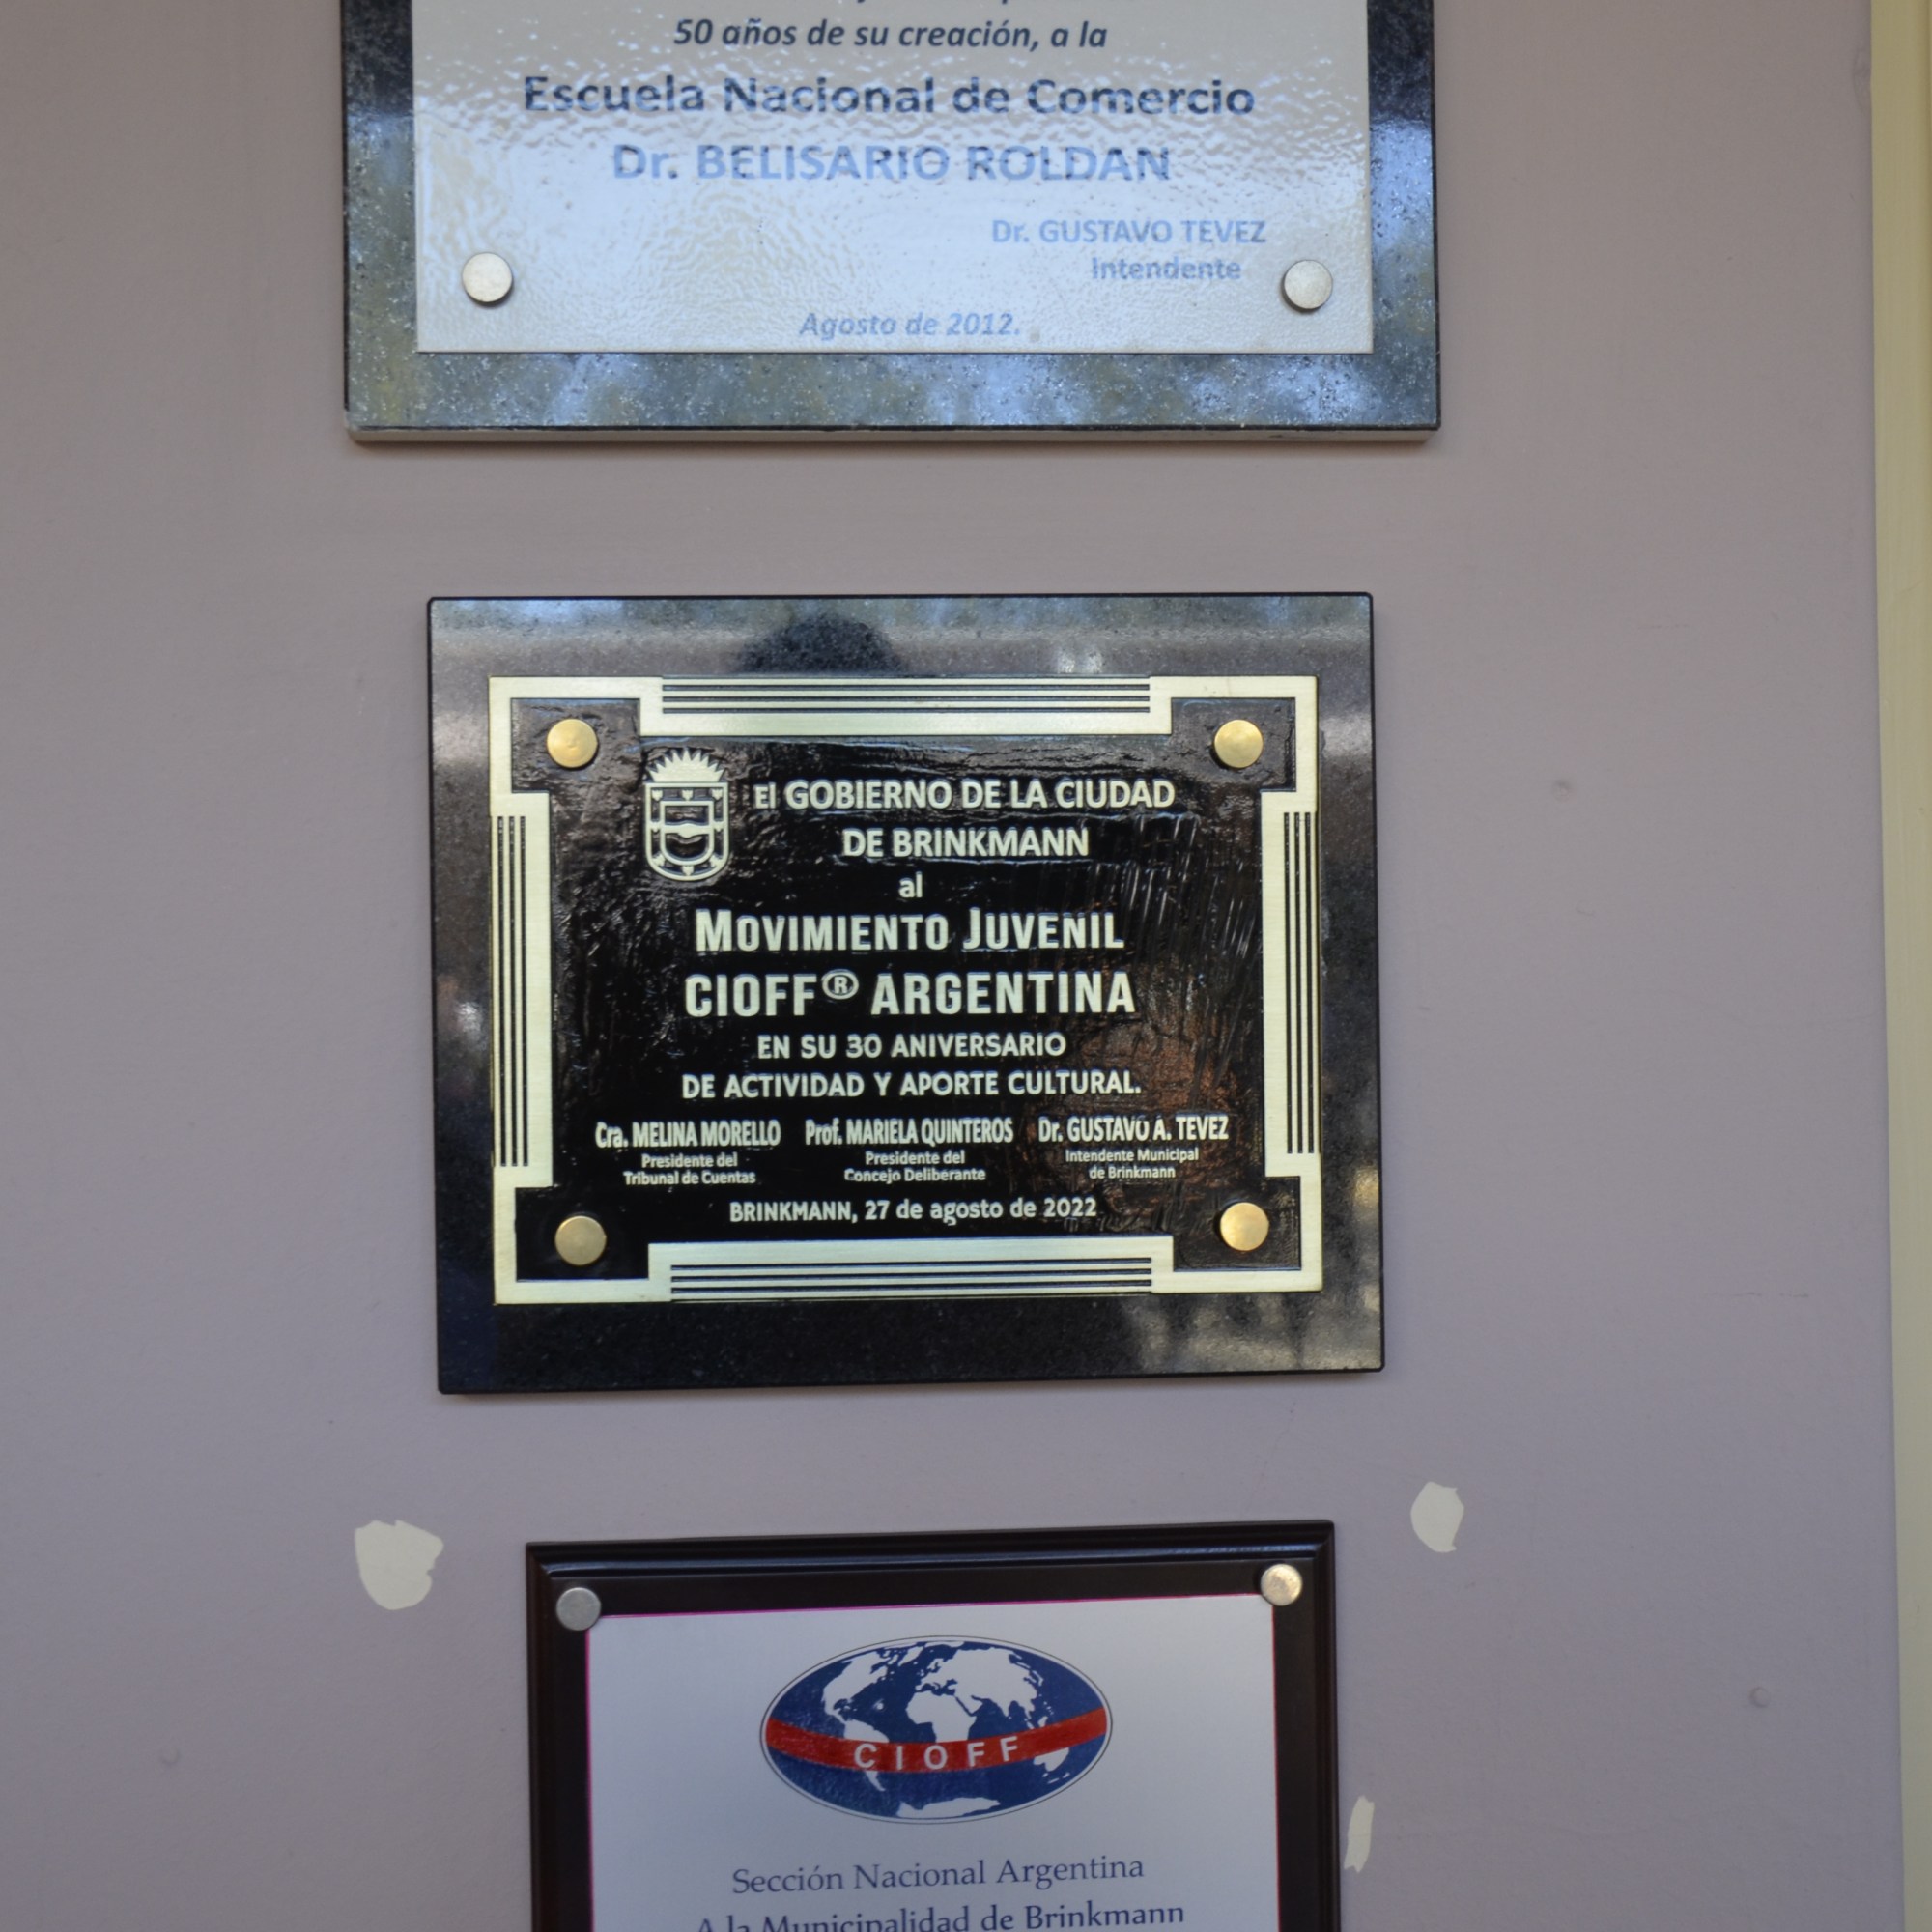 50 años de su creación, a la
Escuela Nacional de Comercio
Dr. BELISARIO ROLDAN
Dr. GUSTAVO TEVEZ
Intendente
Agosto de 2012.
El GOBIERNO DE LA CIUDAD
DE BRINKMANN
al
MOVIMIENTO JUVENIL
CIOFF® ARGENTINA
EN SU 30 ANIVERSARIO
DE ACTIVIDAD Y APORTE CULTURAL.
Cra. MELINA MORELLO Prof. MARIELA QUINTEROS Dr. GUSTAVO A. TEVEZ
Presidente del Presidente del Intendente Municipal
Tribunal de Cuentas Concejo Deliberante de Brinkmann
BRINKMANN, 27 de agosto de 2022
CIOFF
Sección Nacional Argentina
A la Municipalidad de Brinkmann